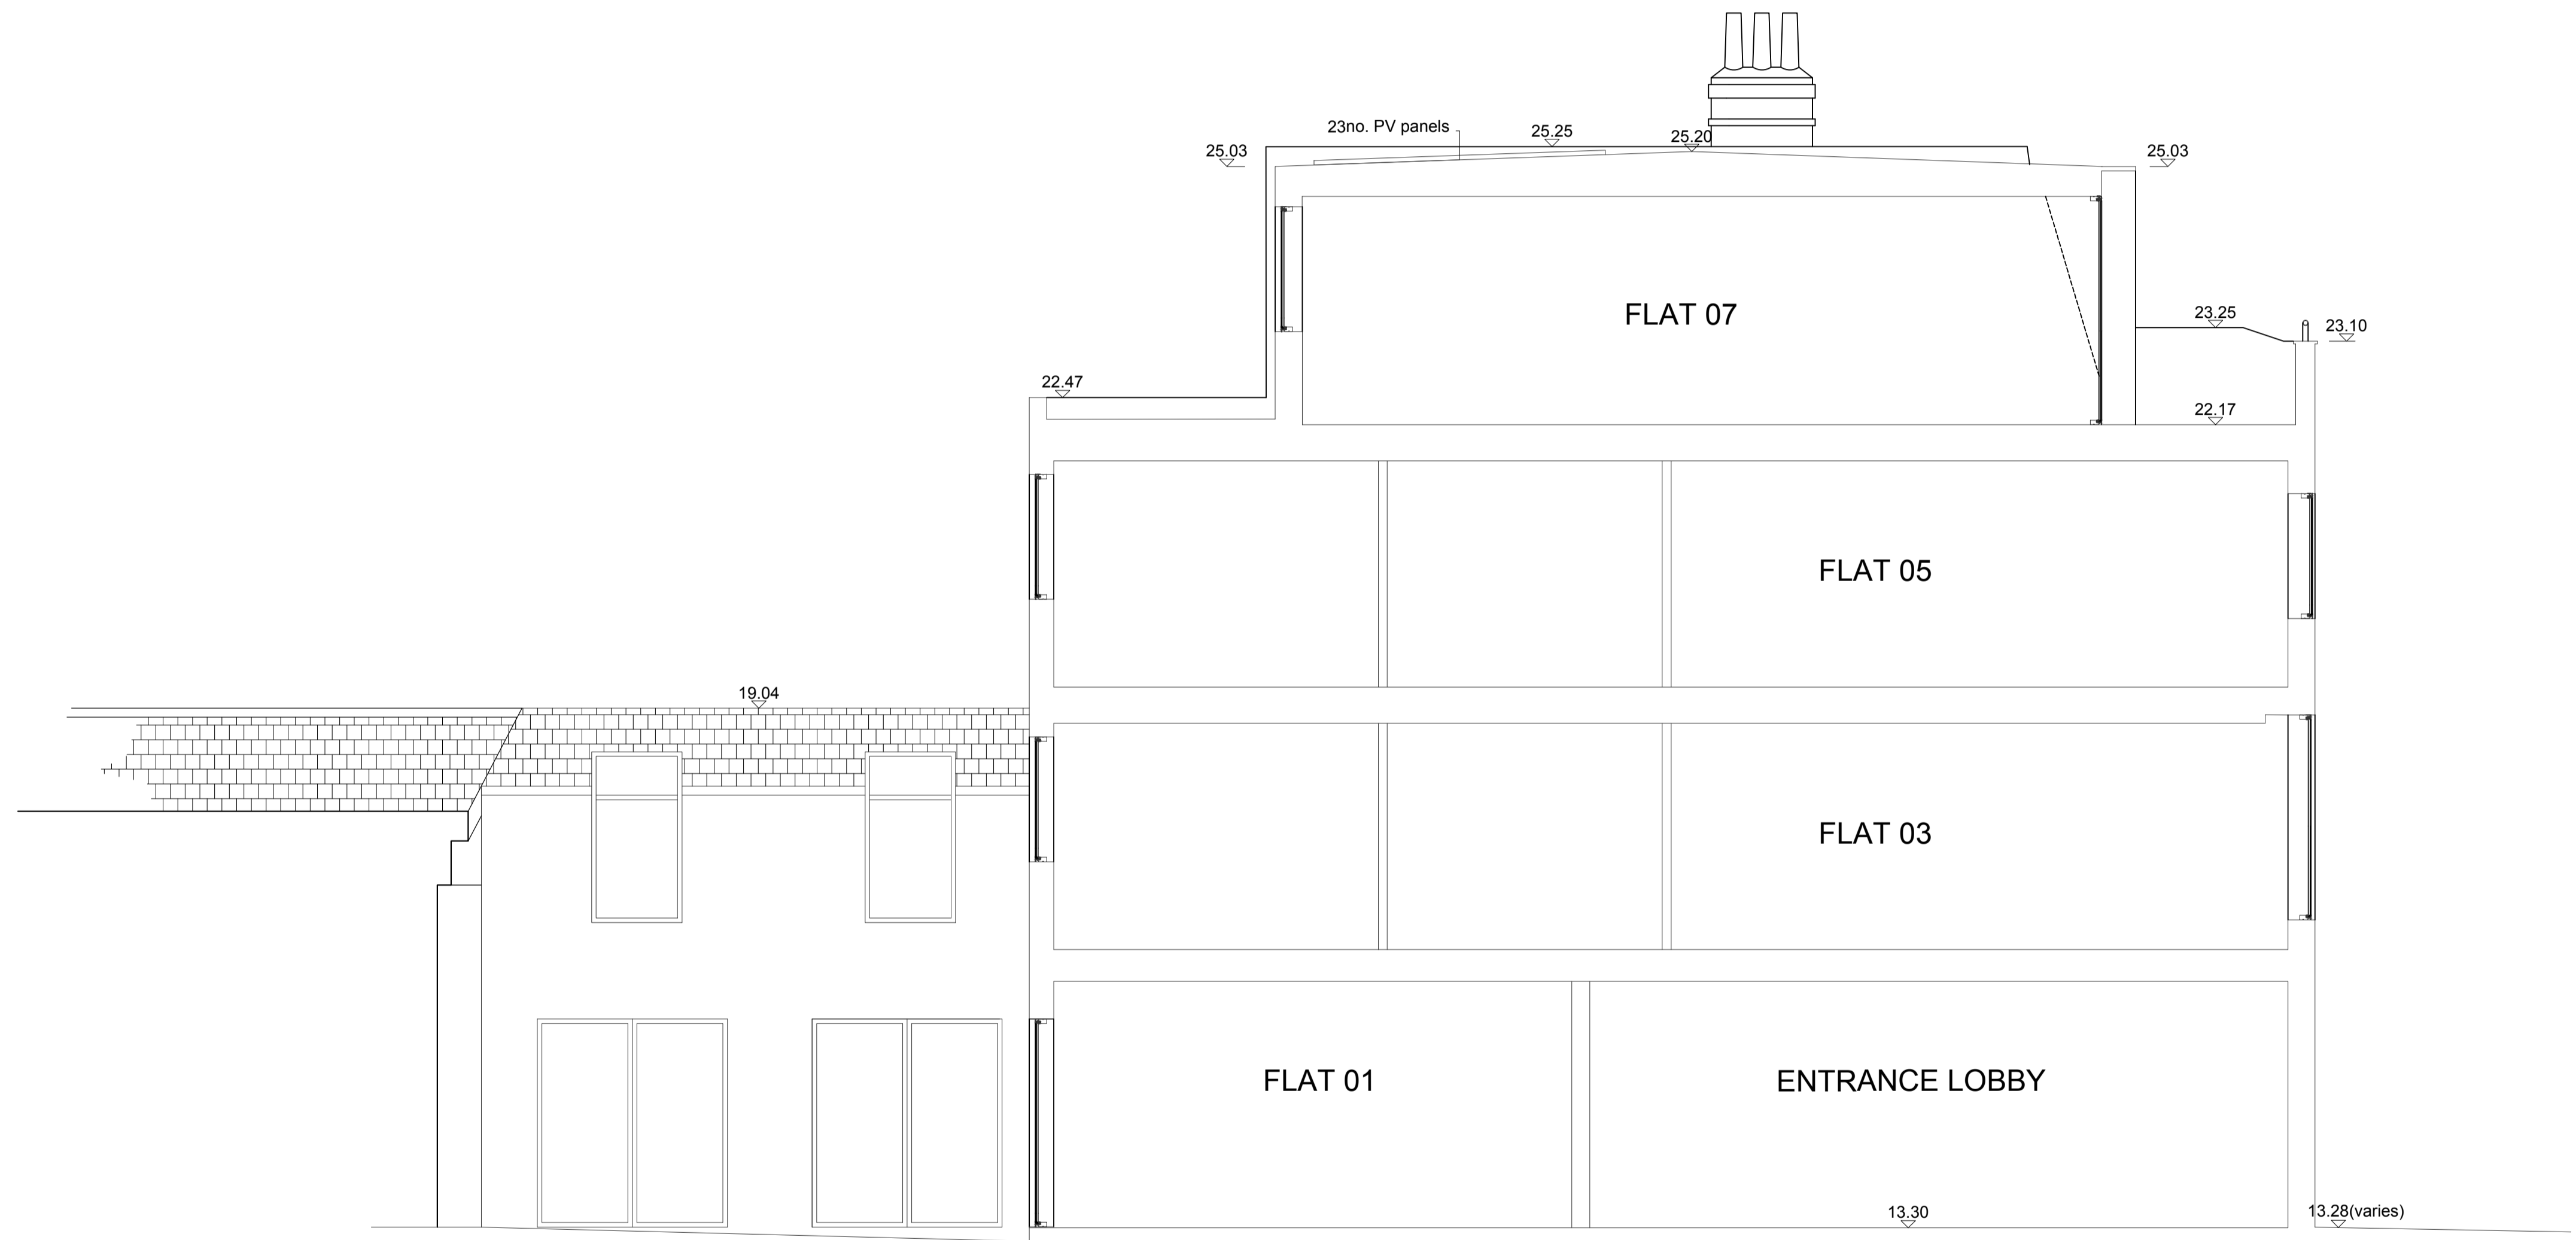 23no. PV panels
25.25
25.20
25.03
25.03
FLAT 07
23.25
23.10
22.47
22.17
FLAT 05
19.04
FLAT 03
FLAT 01
ENTRANCE LOBBY
13.30
13.28(varies)